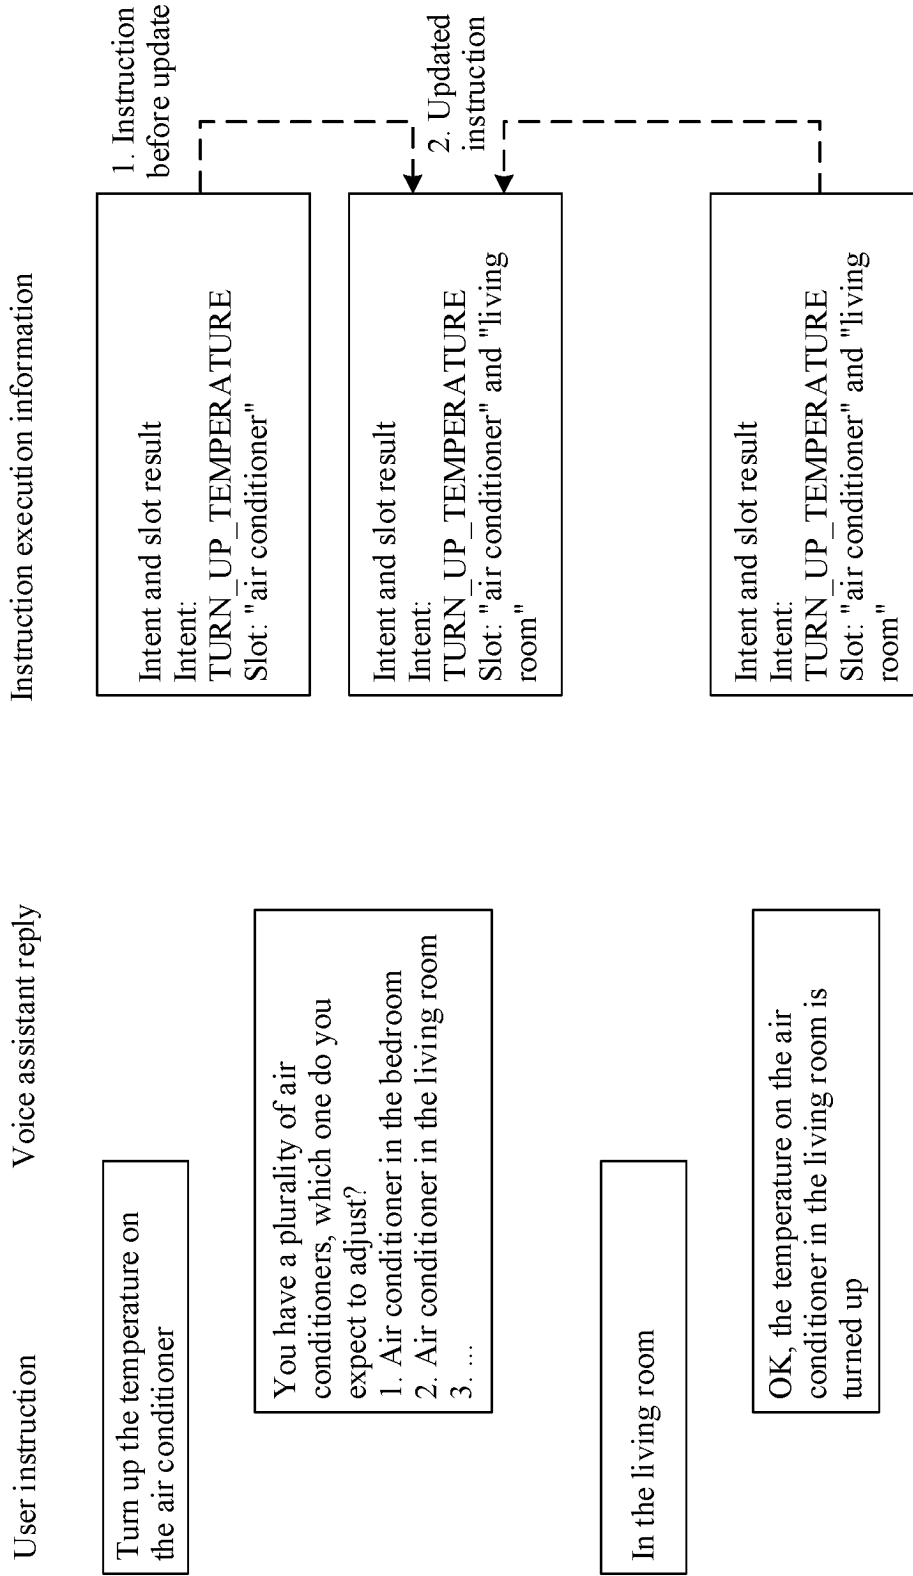 User instruction
Voice assistant reply
Instruction execution information
Turn up the temperature on
the air conditioner
Intent and slot result
Intent:
TURN_UP_TEMPERATURE
Slot: "air conditioner"
1. Instruction
before update
You have a plurality of air
conditioners, which one do you
expect to adjust?
1. Air conditioner in the bedroom
2. Air conditioner in the living room
3. ...
Intent and slot result
Intent:
TURN_UP_TEMPERATURE
Slot: "air conditioner" and "living
room"
2. Updated
instruction
In the living room
Intent and slot result
Intent:
TURN_UP_TEMPERATURE
Slot: "air conditioner" and "living
room"
OK, the temperature on the air
conditioner in the living room is
turned up